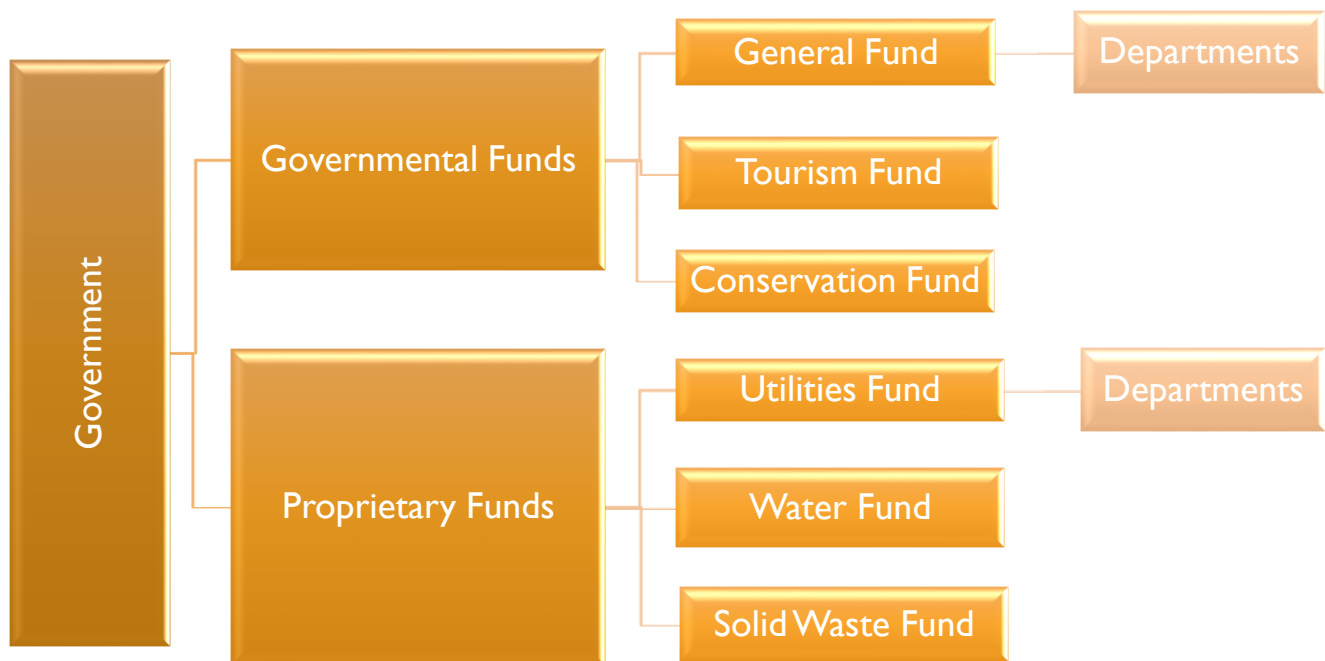 Government
Governmental Funds
General Fund
Departments
Tourism Fund
Conservation Fund
Proprietary Funds
Utilities Fund
Departments
Water Fund
Solid Waste Fund